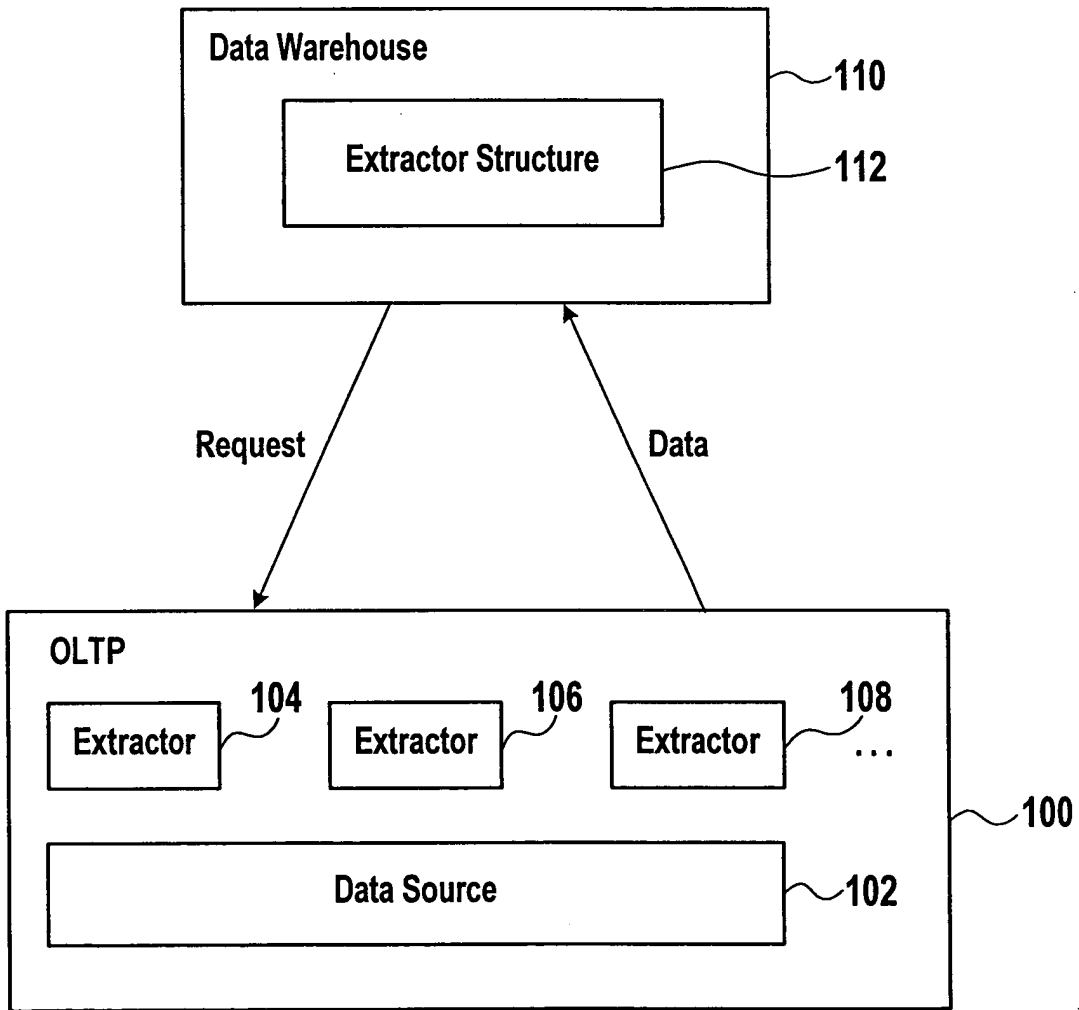 Data Warehouse
110
Extractor Structure
112
Request
Data
OLTP
104
106
108
Extractor
Extractor
Extractor
...
100
Data Source
102